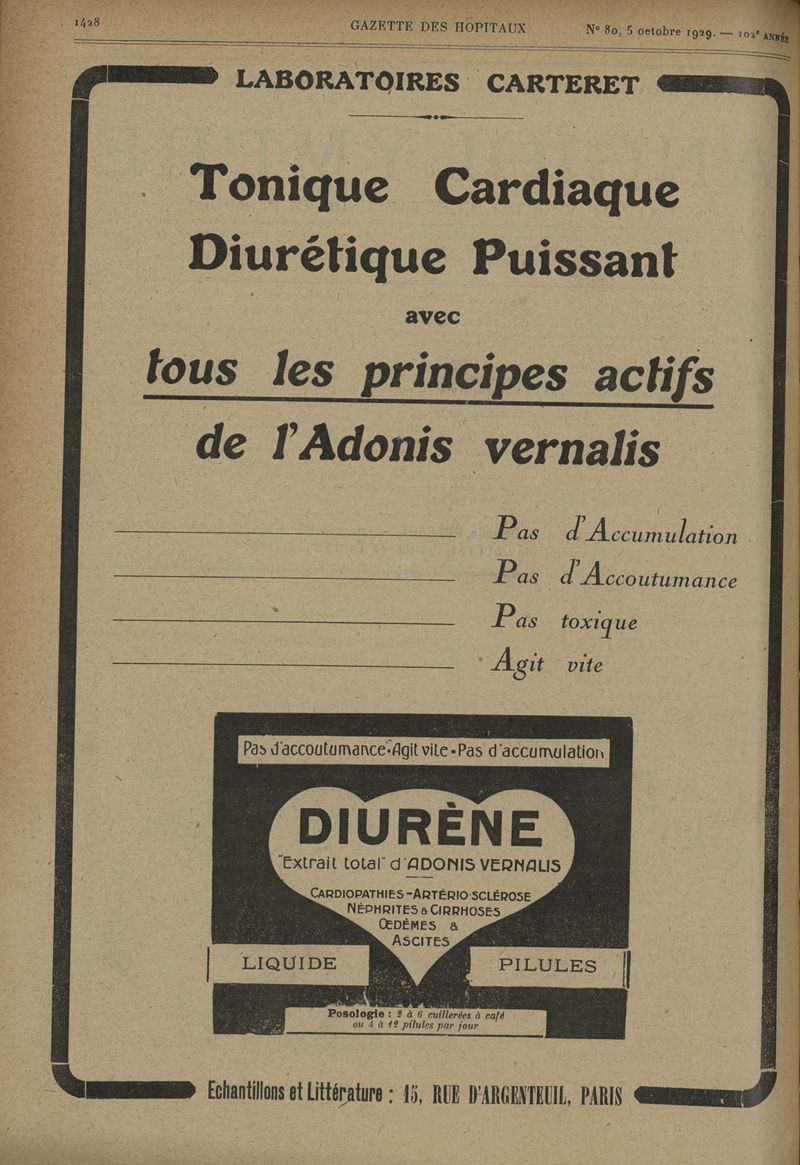 1428
GAZETTE DES HOPITAUX
Nº 80, 5 octobre 1929. — 102e ANNÉE
LABORATOIRES CARTERET
Tonique Cardiaque
Diurétique Puissant
avec
tous les principes actifs
de l'Adonis vernalis
Pas d'Accumulation
Pas d'Accoutumance
Pas toxique
Agit vite
Pas d'accoutumance-Agit vite-Pas d'accumulation
DIURÈNE
"Extrait total" d'ADONIS VERNALIS
CARDIOPATHIES-ARTÉRIO-SCLÉROSE
NÉPHRITES & CIRRHOSES
ŒDÈMES &
ASCITES
LIQUIDE
PILULES
Posologie : 2 à 6 cuillerées à café
ou 4 à 12 pilules par jour
Echantillons et Littérature : 15, RUE D'ARGENTEUIL, PARIS